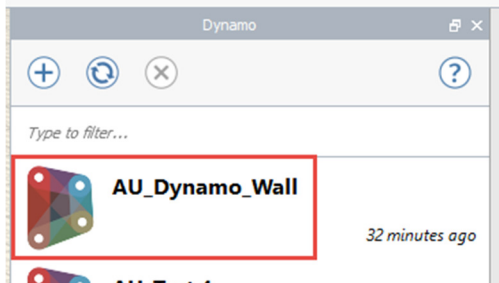 Dynamo
Type to filter...
AU_Dynamo_Wall
32 minutes ago